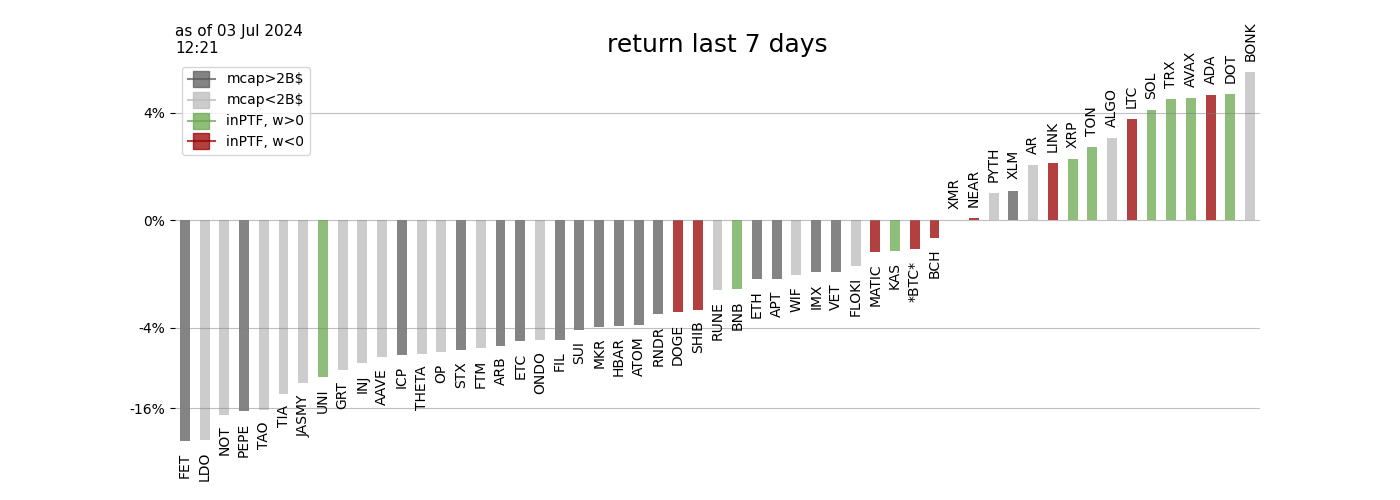 as of 03 Jul 2024
12:21
return last 7 days
mcap>2B$
mcap<2B$
inPTF, w>0
inPTF, w<0
4%
0%
-4%
-16%
FET
LDO
NOT
PEPE
TAO
TIA
JASMY
UNI
GRT
INJ
AAVE
ICP
THETA
OP
STX
FTM
ARB
ETC
ONDO
FIL
SUI
MKR
HBAR
ATOM
RNDR
DOGE
SHIB
RUNE
BNB
ETH
APT
WIF
IMX
VET
FLOKI
MATIC
KAS
*BTC*
BCH
XMR
NEAR
PYTH
XLM
AR
LINK
XRP
TON
ALGO
LTC
SOL
TRX
AVAX
ADA
DOT
BONK